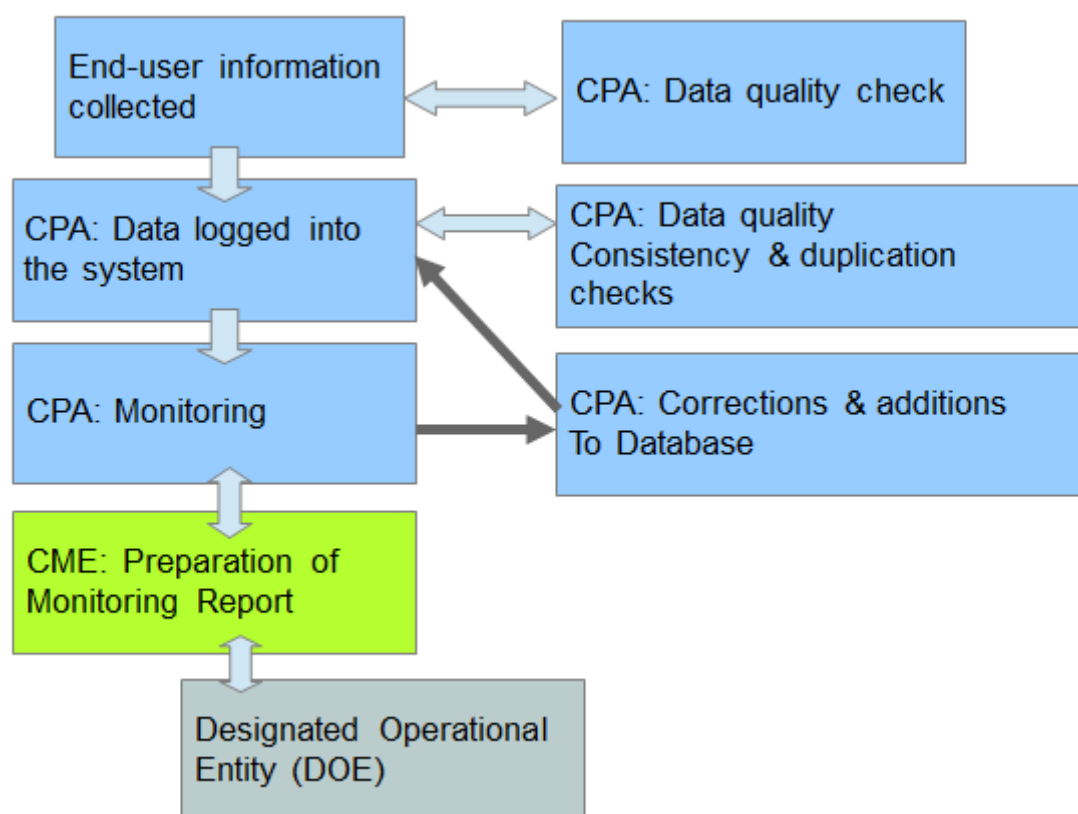 End-user information
collected
CPA: Data quality check
CPA: Data logged into
the system
CPA: Data quality
Consistency & duplication
checks
CPA: Monitoring
CPA: Corrections & additions
To Database
CME: Preparation of
Monitoring Report
Designated Operational
Entity (DOE)